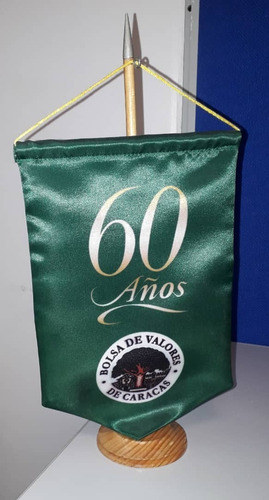 60
Años
BOLSA DE VALORES
DE CARACAS